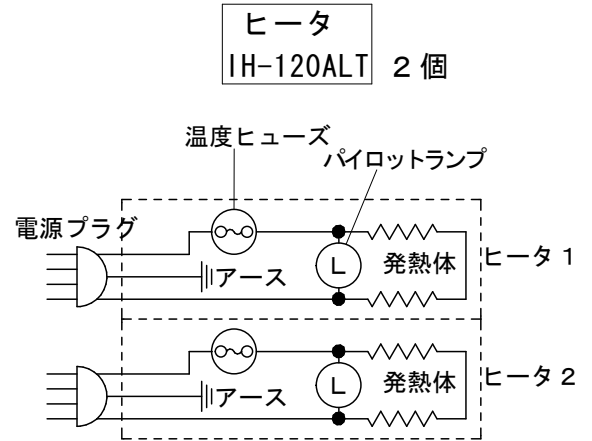 ヒータ
IH-120ALT 2個
温度ヒューズ
パイロットランプ
電源プラグ
アース
L
発熱体
ヒータ1
アース
L
発熱体
ヒータ2